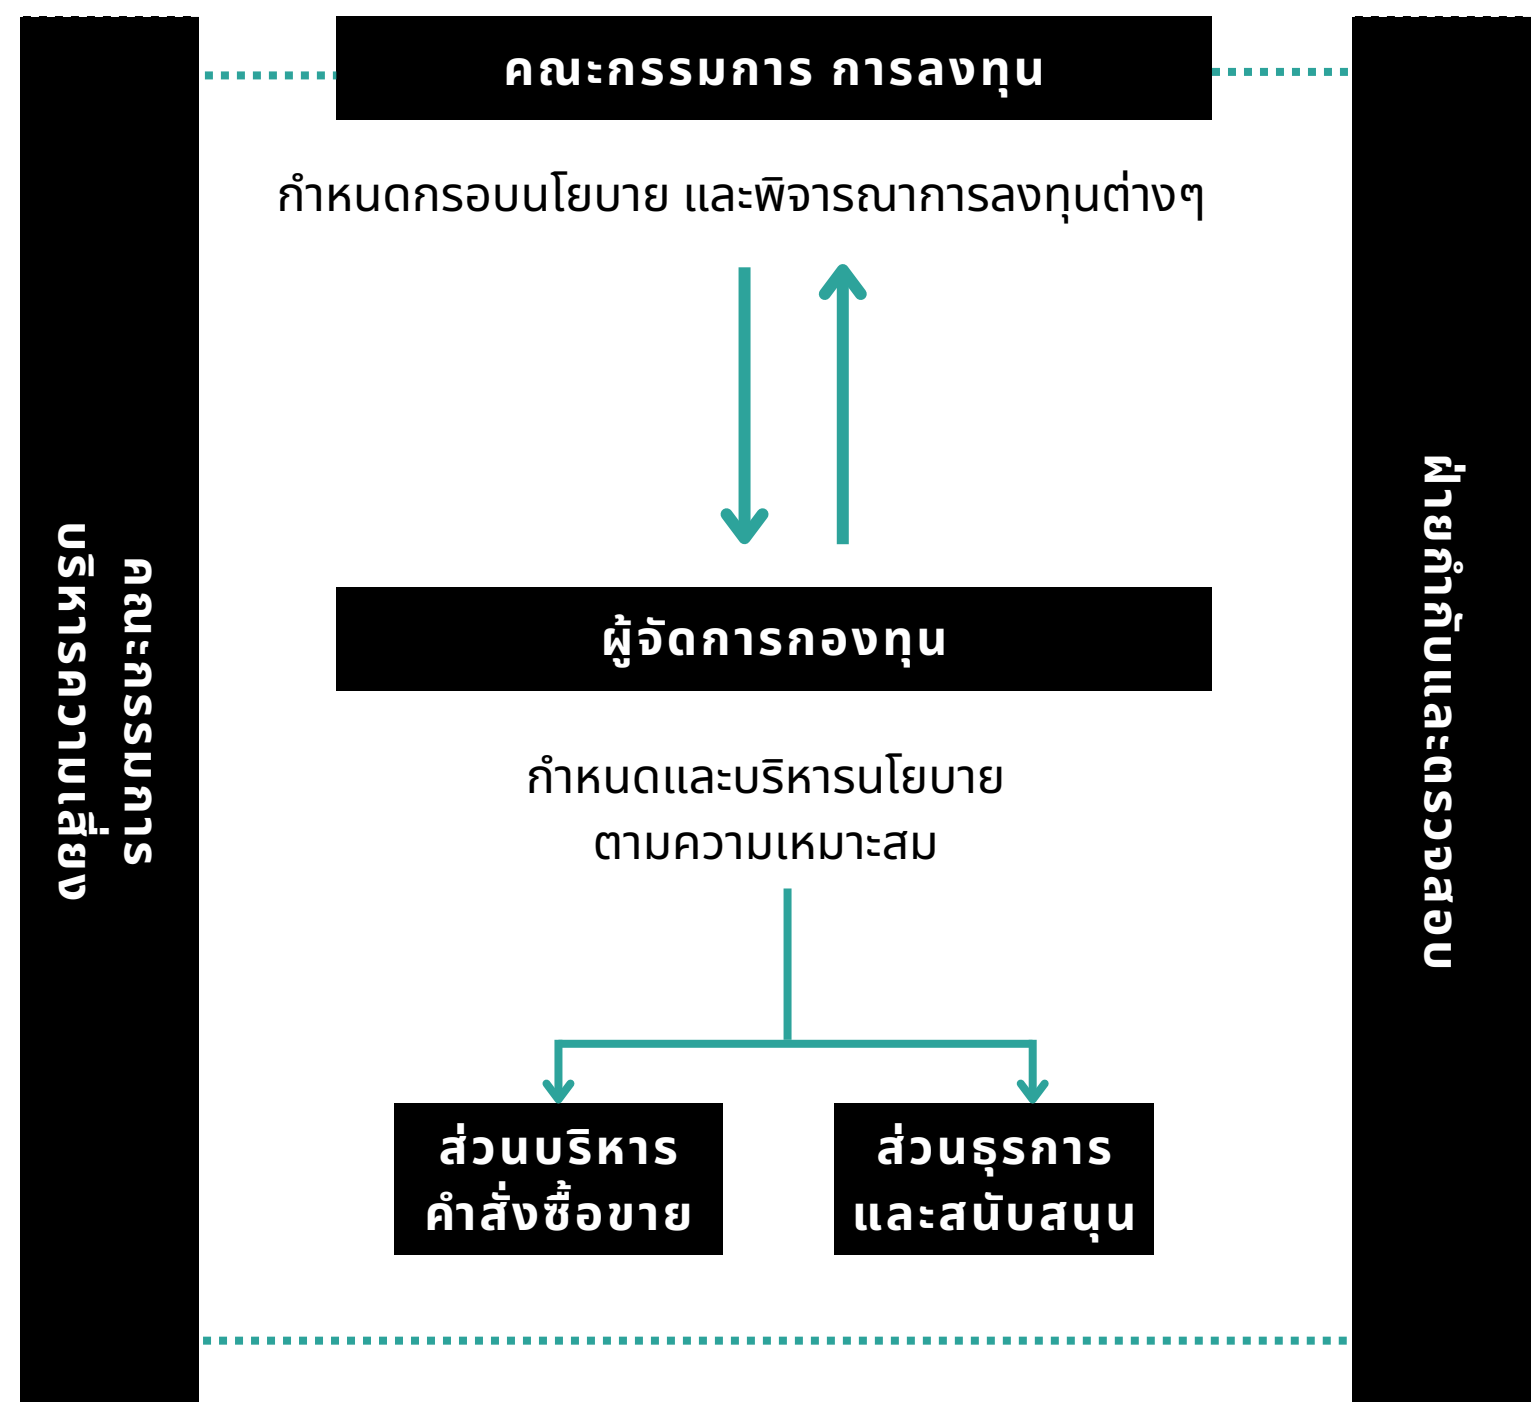 คณะกรรมการ การลงทุน
กำหนดกรอบนโยบาย และพิจารณาการลงทุนต่างๆ
คณะกรรมการ
บริหารความเสี่ยง
ฝ่ายกำกับและตรวจสอบ
ผู้จัดการกองทุน
กำหนดและบริหารนโยบาย
ตามความเหมาะสม
ส่วนบริหาร
คำสั่งซื้อขาย
ส่วนธุรการ
และสนับสนุน